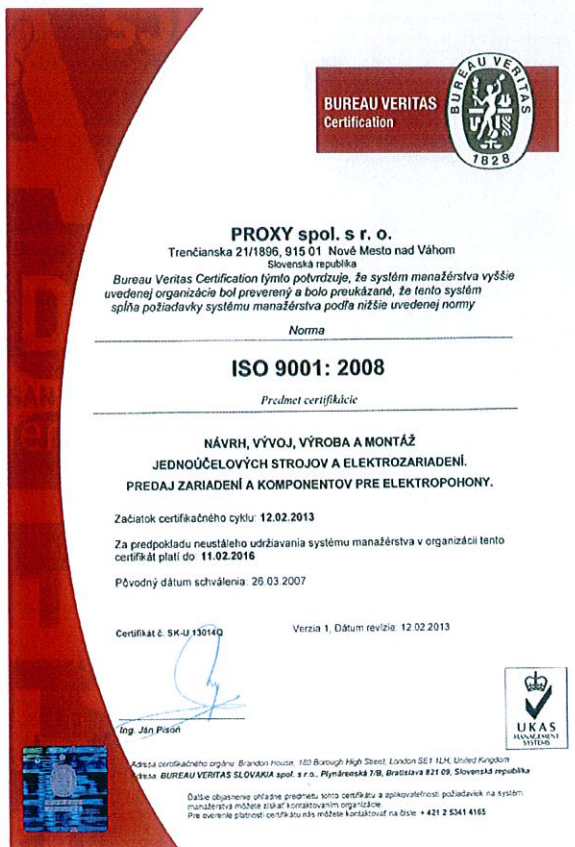 BUREAU VERITAS
Certification
BUREAU VERITAS
1828
PROXY spol. s r. o.
Trenčianska 21/1896, 915 01 Nové Mesto nad Váhom
Slovenská republika
Bureau Veritas Certification týmto potvrdzuje, že systém manažérstva vyššie
uvedenej organizácie bol preverený a bolo preukázané, že tento systém
spĺňa požiadavky systému manažérstva podľa nižšie uvedenej normy
Norma
ISO 9001: 2008
Predmet certifikácie
NÁVRH, VÝVOJ, VÝROBA A MONTÁŽ
JEDNOÚČELOVÝCH STROJOV A ELEKTROZARIADENÍ.
PREDAJ ZARIADENÍ A KOMPONENTOV PRE ELEKTROPOHONY.
Začiatok certifikačného cyklu: 12.02.2013
Za predpokladu neustáleho udržiavania systému manažérstva v organizácii tento
certifikát platí do: 11.02.2016
Pôvodný dátum schválenia: 26.03.2007
Certifikát č. SK-U 13014Q
Verzia 1, Dátum revízie: 12.02.2013
Ing. Ján Pisoň
UKAS
MANAGEMENT
SYSTEMS
Adresa certifikačného orgánu: Brandon House, 180 Borough High Street, London SE1 1LH, United Kingdom
Adresa BUREAU VERITAS SLOVAKIA spol. s r.o., Plynárenská 7/B, Bratislava 821 09, Slovenská republika
Ďalšie objasnenie ohľadne predmetu tohto certifikátu a aplikovateľnosti požiadaviek na systém
manažérstva môžete získať kontaktovaním organizácie.
Pre overenie platnosti certifikátu nás môžete kontaktovať na čísle + 421 2 5341 4165